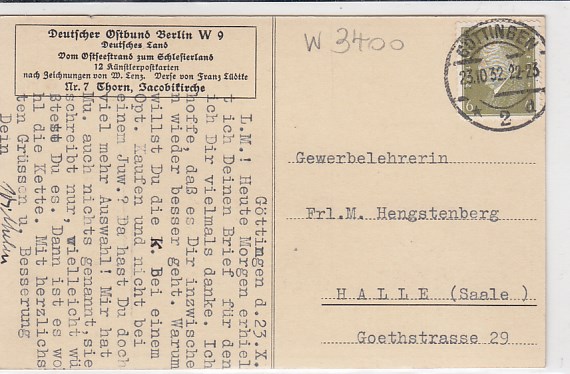 Deutscher Ostbund Berlin W 9
Deutsches Land
Vom Ostseestrand zum Schlesierland
12 Künstlerpostkarten
nach Zeichnungen von W. Lenz. Verse von Franz Lüdtke
Nr. 7 Thorn, Jacobikirche
W 3400
GÖTTINGEN
23.10 32. 22-23
* 2 d
6
Gewerbelehrerin
Frl.M. Hengstenberg
HALLE (Saale)
Goethstrasse 29
Göttingen d.23.X.
L.M.! Heute Morgen erhiel
t ich Deinen Brief für den
ich Dir vielmals danke. Ich
hoffe, daß es Dir inzwische
n wieder besser geht. Warum
willst Du die K. Bei einem
Opt. Kaufen und nicht bei
einem Juw.? Da hast Du doch
viel mehr Auswahl! Mir hat
Mu. auch nichts genannt. sie
schreibt nur, vielleicht wü
ßtest Du es. Dann ist es wo
hl die Kette. Mit herzlichs
ten Grüssen u. Besserung
Dein